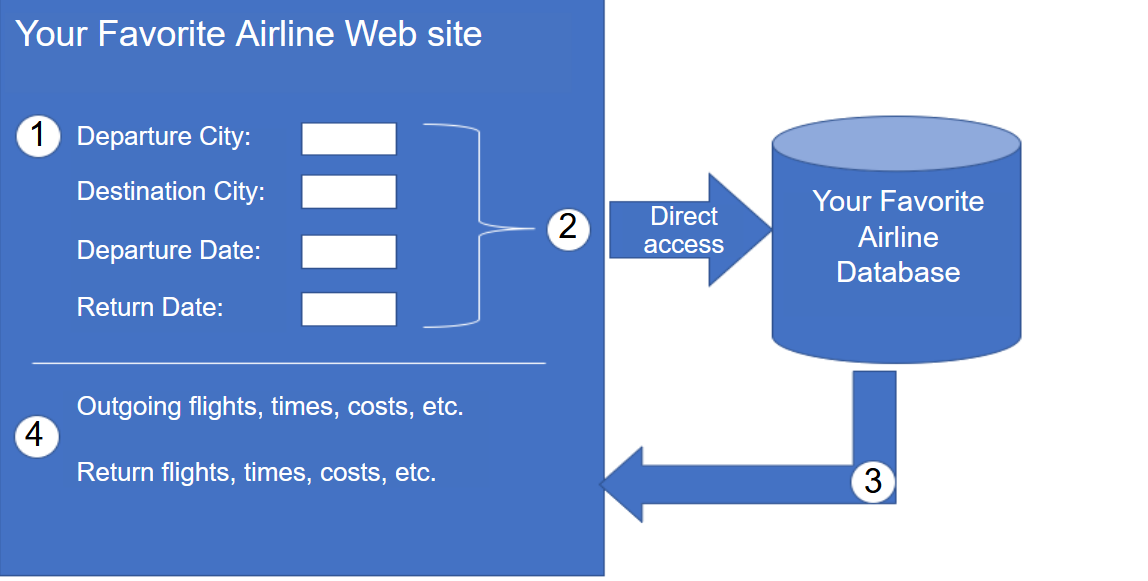 Your Favorite Airline Web site
1
Departure City:
Destination City:
Departure Date:
Return Date:
2
Direct
access
Your Favorite
Airline
Database
3
4
Outgoing flights, times, costs, etc.
Return flights, times, costs, etc.